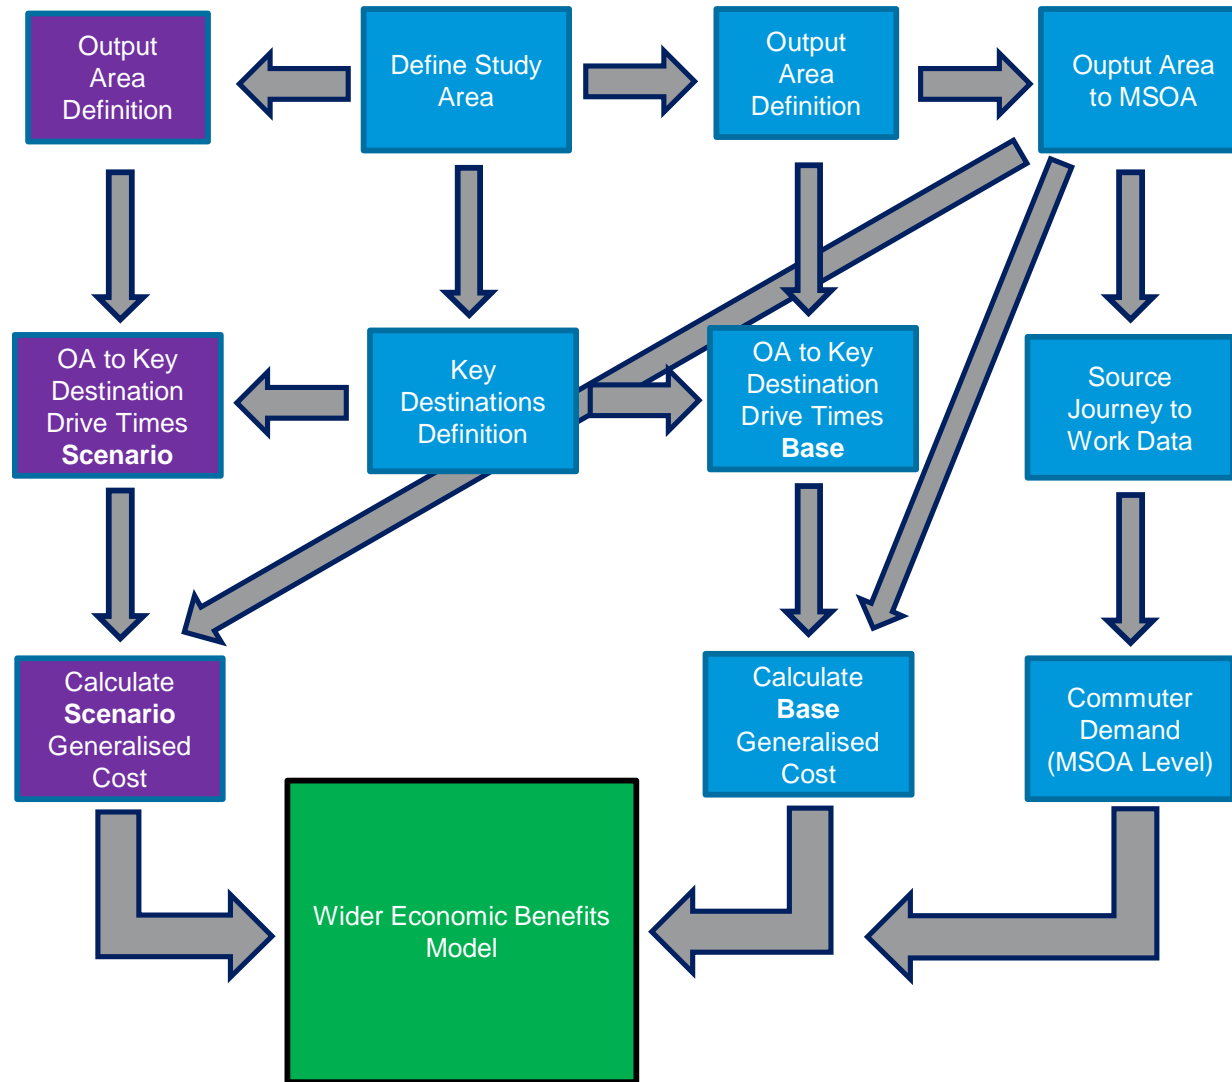 Output
Area
Definition
Define Study
Area
Output
Area
Definition
Ouptut Area
to MSOA
OA to Key
Destination
Drive Times
Scenario
Key
Destinations
Definition
OA to Key
Destination
Drive Times
Base
Source
Journey to
Work Data
Calculate
Scenario
Generalised
Cost
Calculate
Base
Generalised
Cost
Commuter
Demand
(MSOA Level)
Wider Economic Benefits
Model